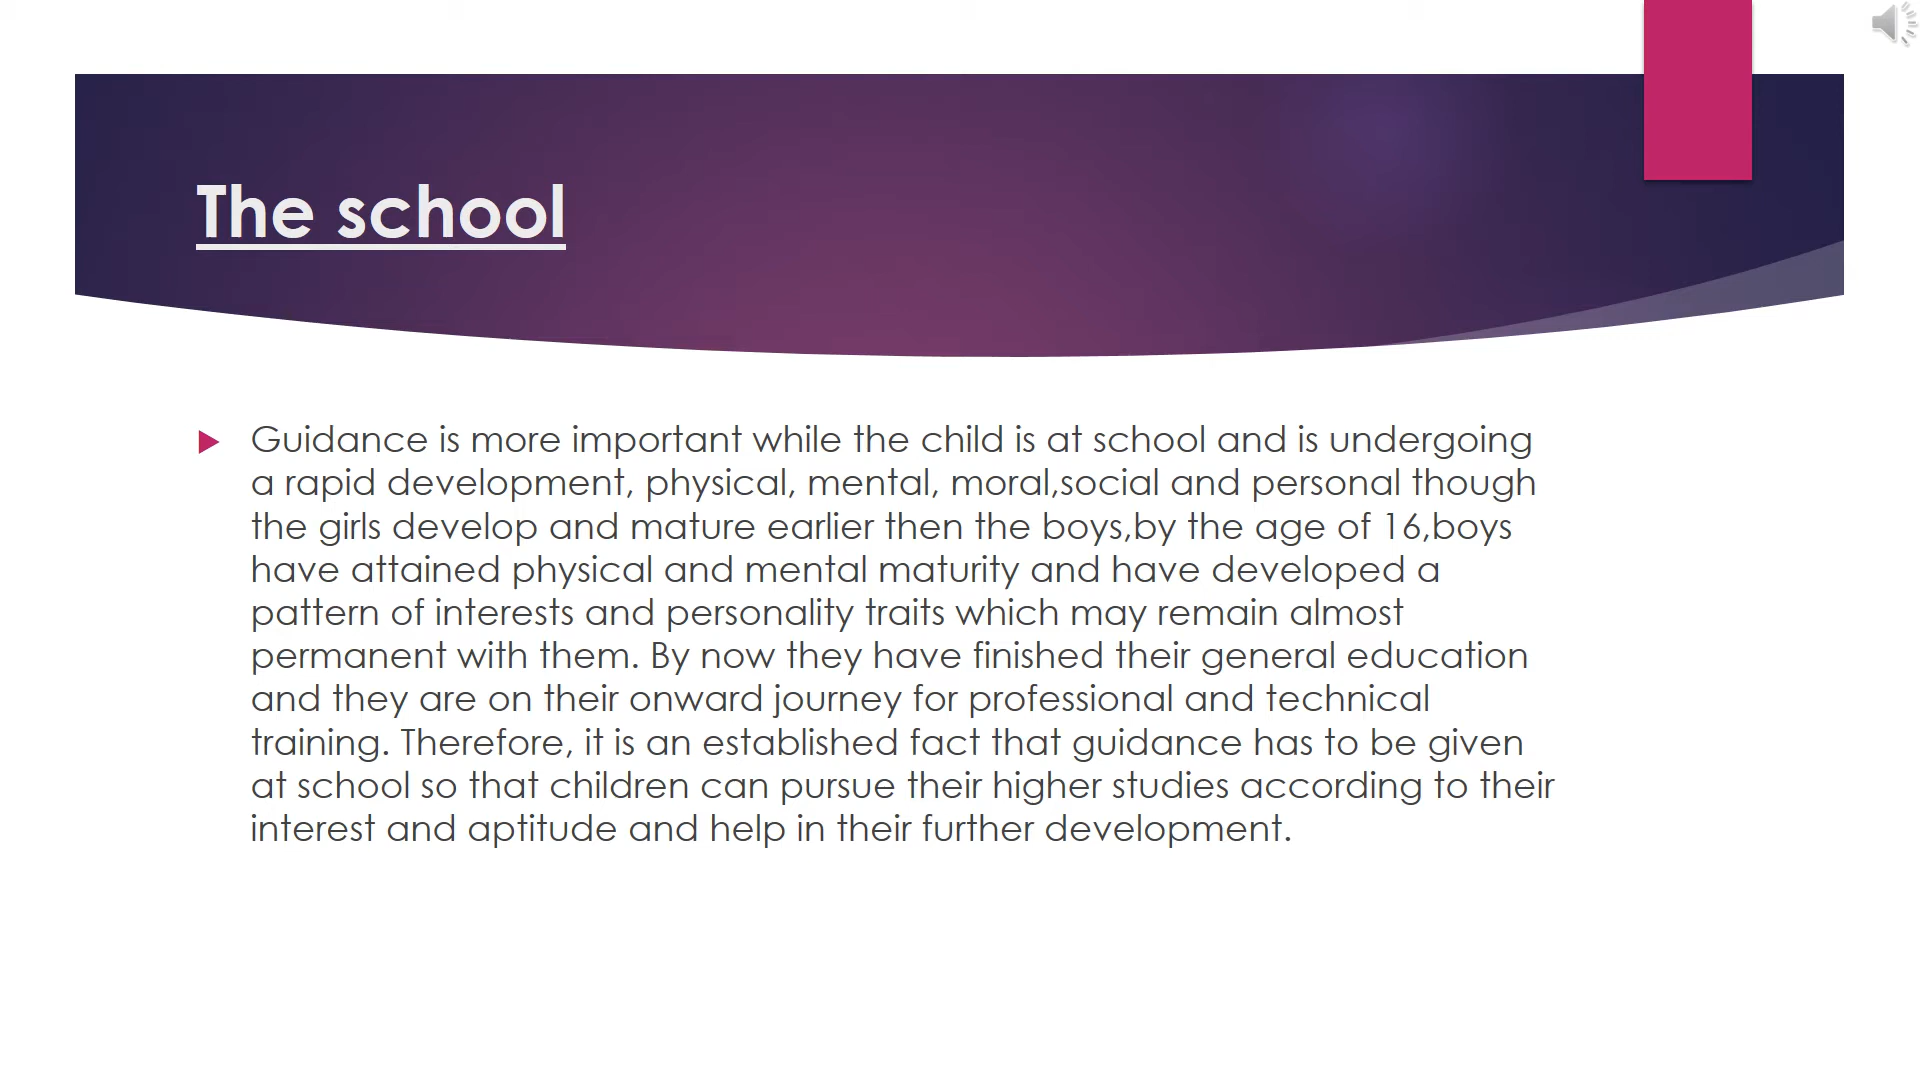 The school
Guidance is more important while the child is at school and is undergoing
a rapid development, physical, mental, moral,social and personal though
the girls develop and mature earlier then the boys,by the age of 16,boys
have attained physical and mental maturity and have developed a
pattern of interests and personality traits which may remain almost
permanent with them. By now they have finished their general education
and they are on their onward journey for professional and technical
training. Therefore, it is an established fact that guidance has to be given
at school so that children can pursue their higher studies according to their
interest and aptitude and help in their further development.